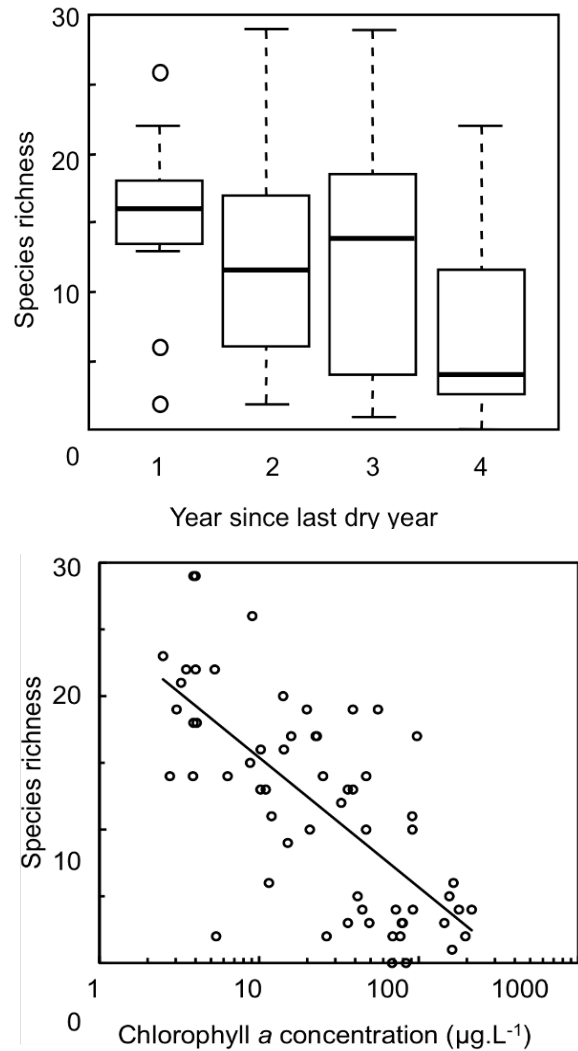 30
20
10
0
Species richness
1 2 3 4
Year since last dry year
30
20
10
0
Species richness
1 10 100 1000
Chlorophyll a concentration (µg.L⁻¹)